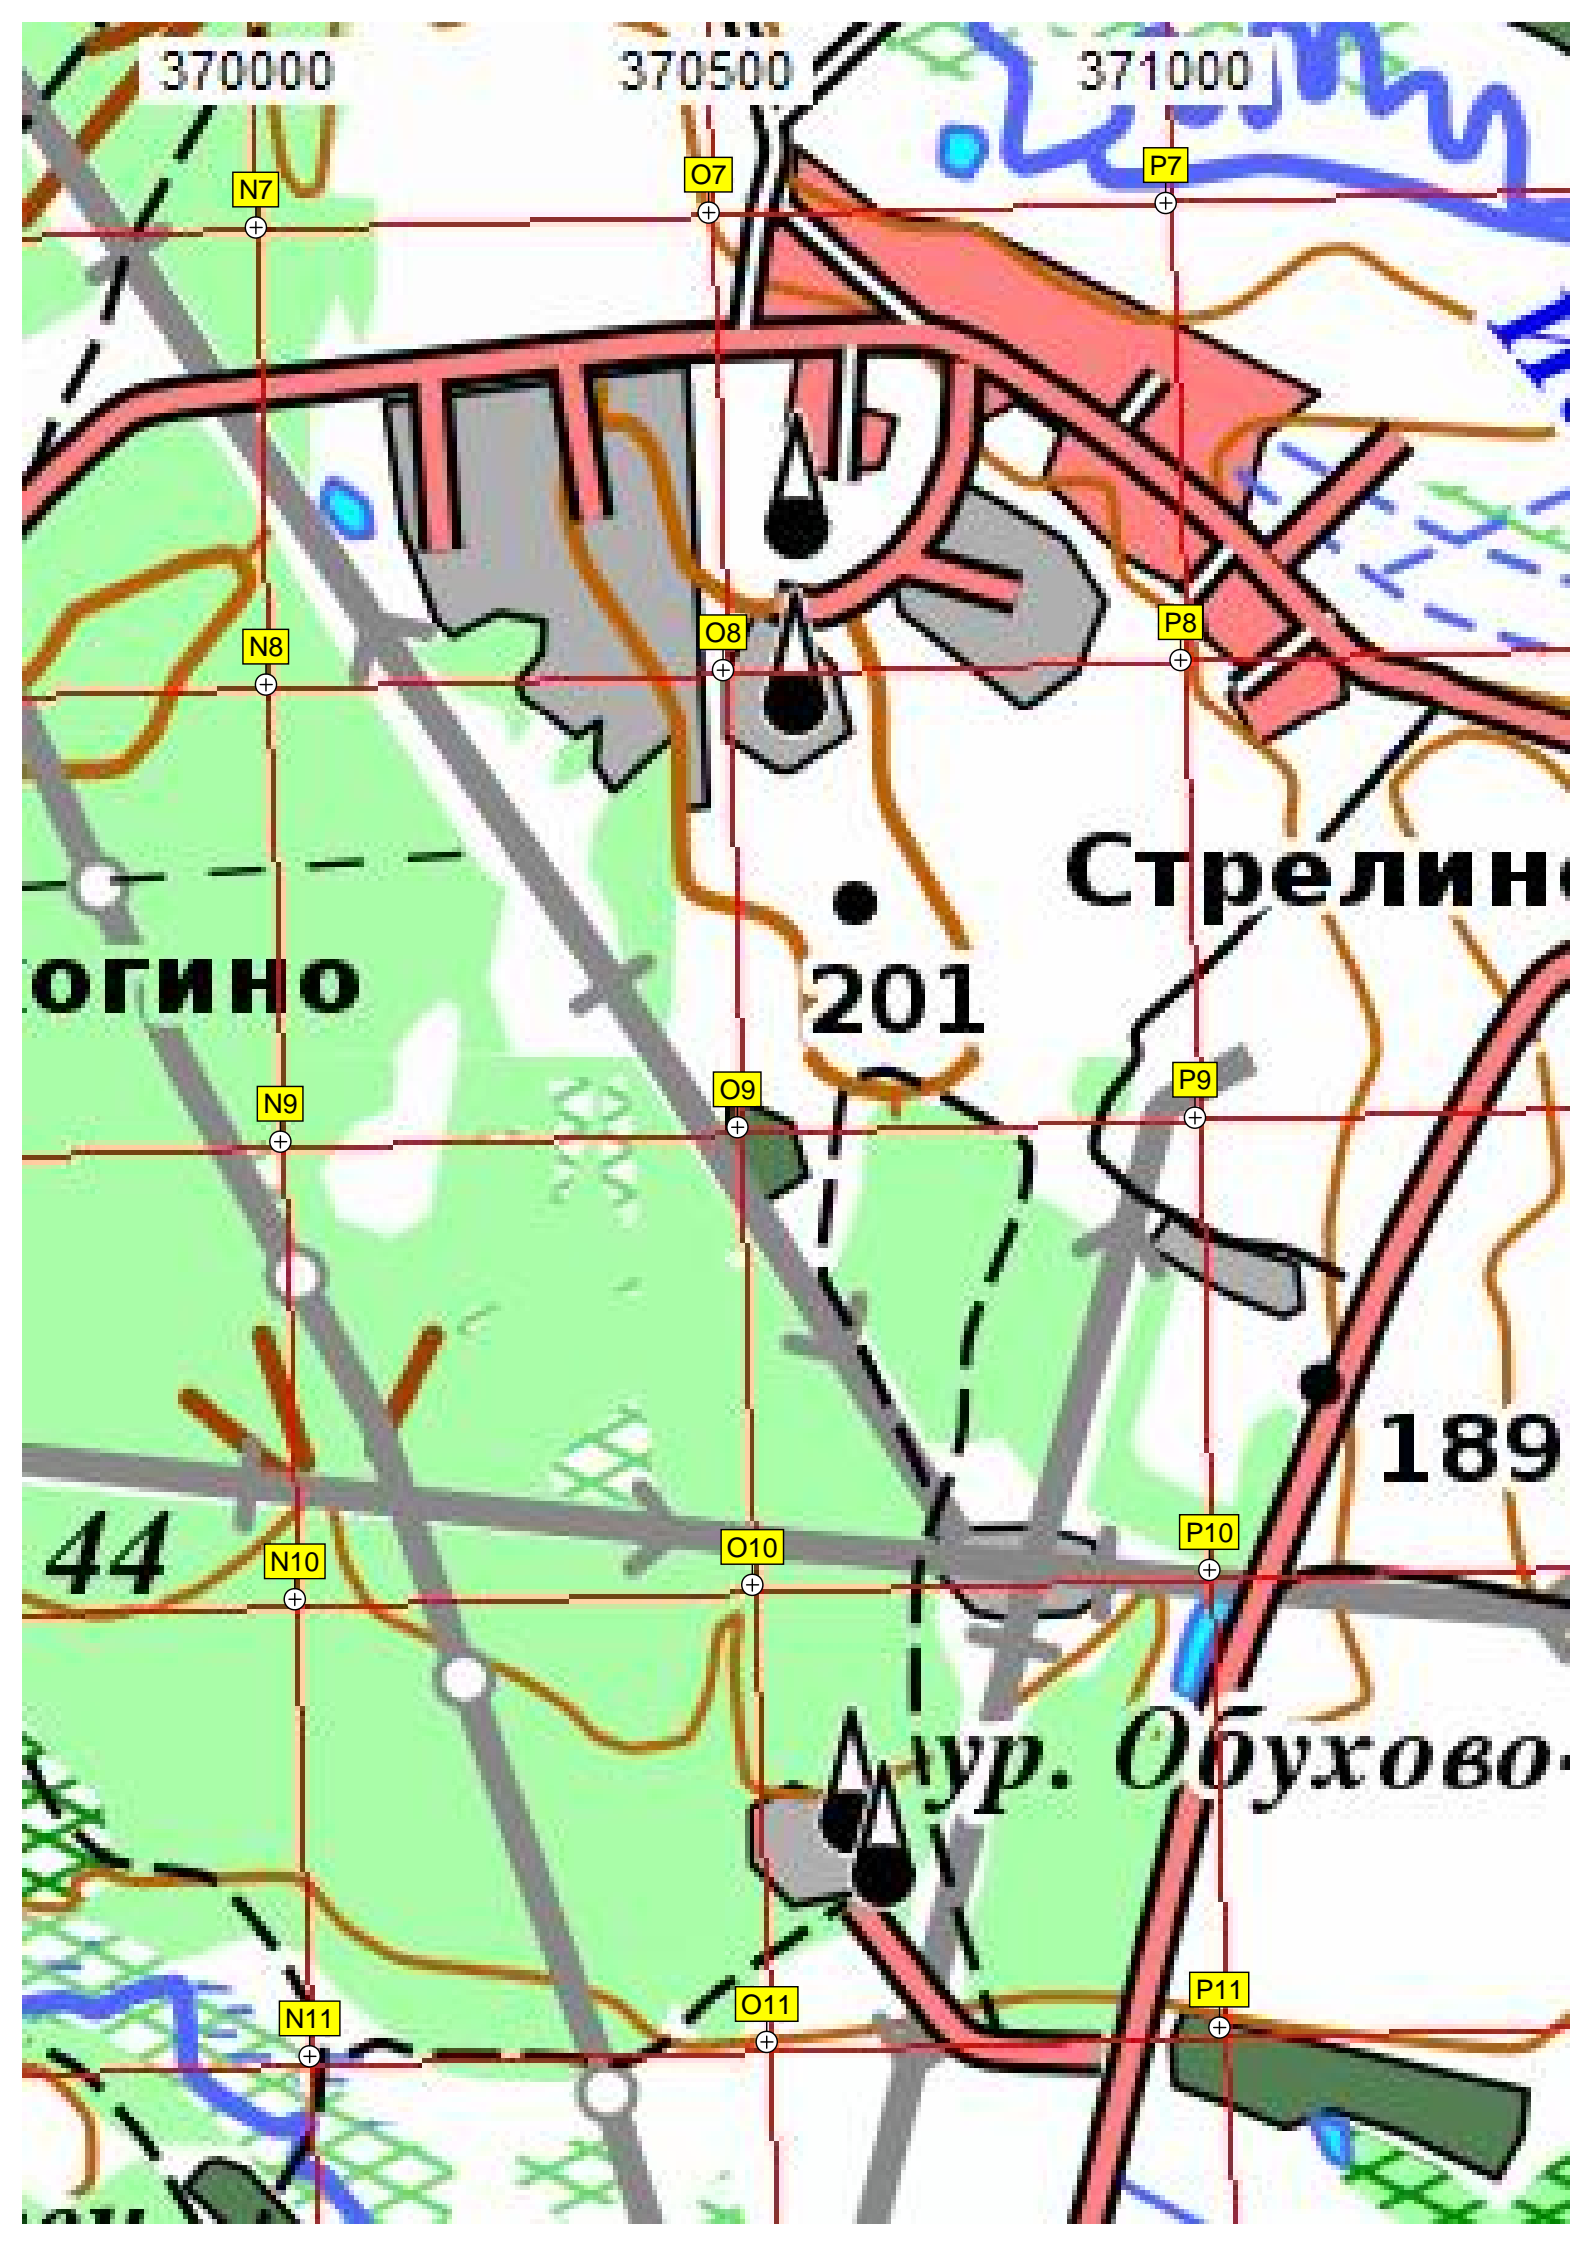 370000 370500 371000
N7 O7 P7
N8 O8 P8
Стрелин
огино
201
N9 O9 P9
189
44
N10 O10 P10
ур. Обухово-
N11 O11 P11